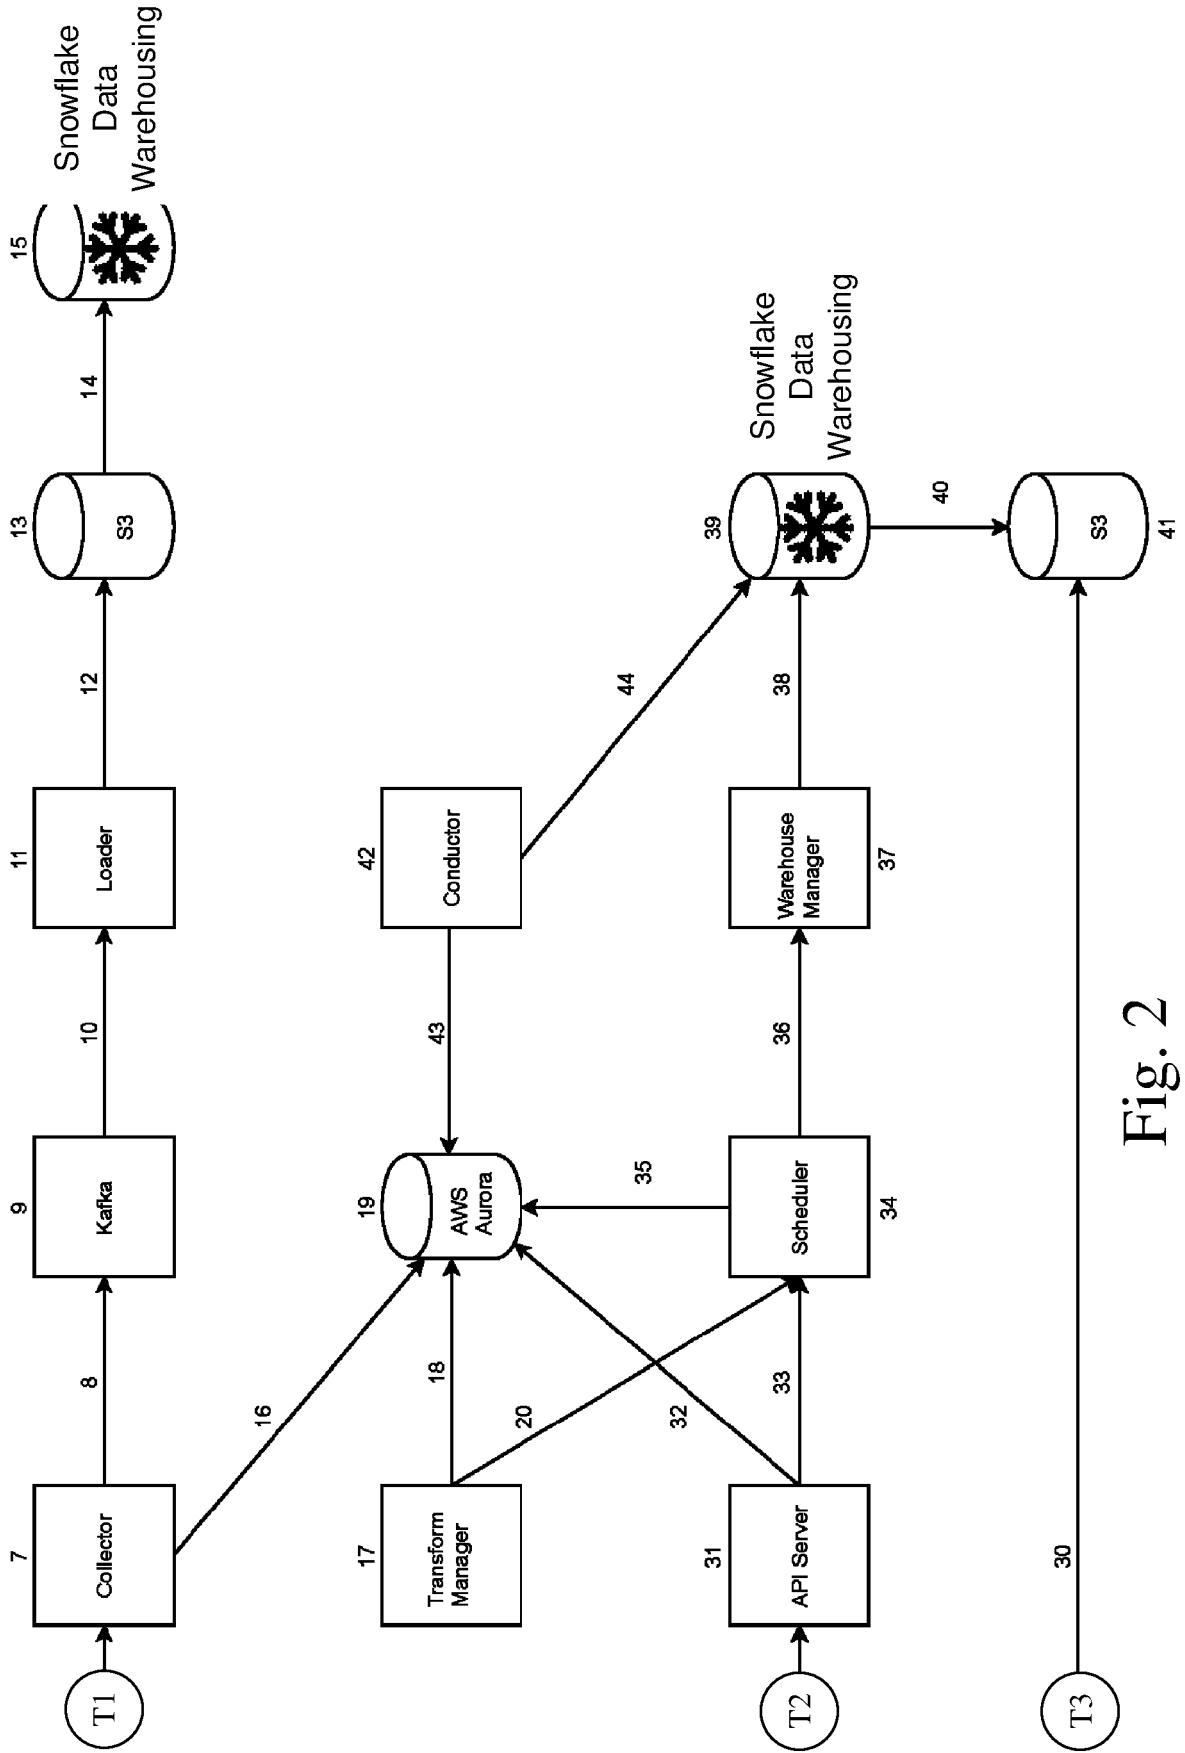 T1
7
Collector
8
9
Kafka
10
11
Loader
12
13
S3
14
15
Snowflake
Data
Warehousing
16
17
Transform
Manager
18
19
AWS
Aurora
43
42
Conductor
20
32
35
44
T2
31
API Server
33
34
Scheduler
36
37
Warehouse
Manager
38
39
Snowflake
Data
Warehousing
40
T3
30
S3
41
Fig. 2